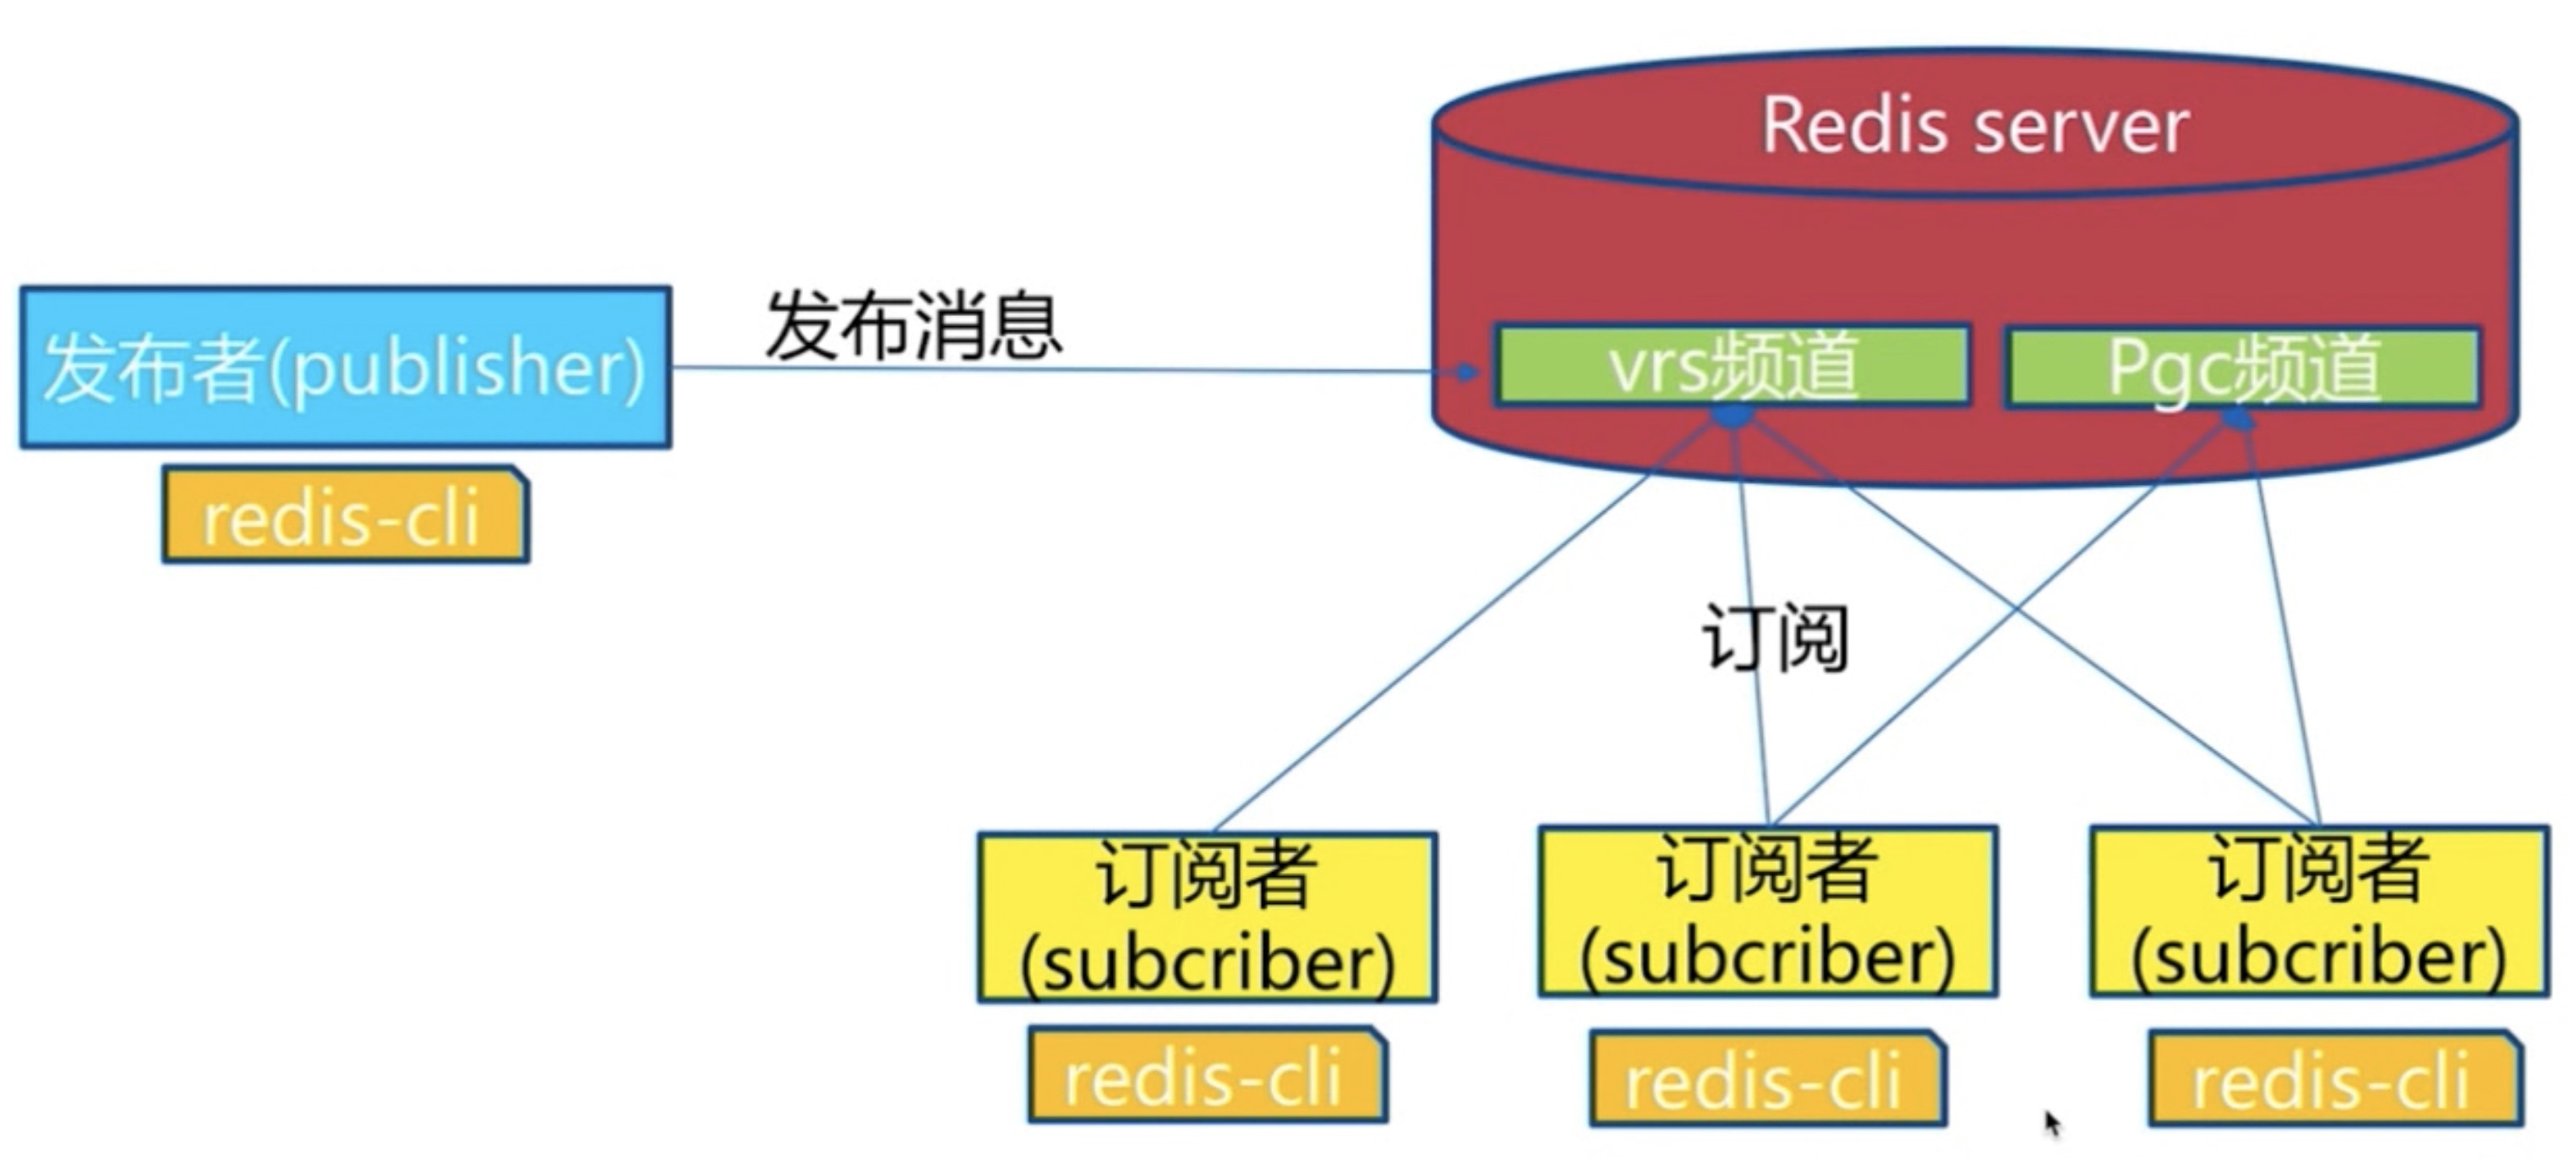 Redis server
发布消息
发布者(publisher)
vrs频道
Pgc频道
redis-cli
订阅
订阅者
(subcriber)
订阅者
(subcriber)
订阅者
(subcriber)
redis-cli
redis-cli
redis-cli